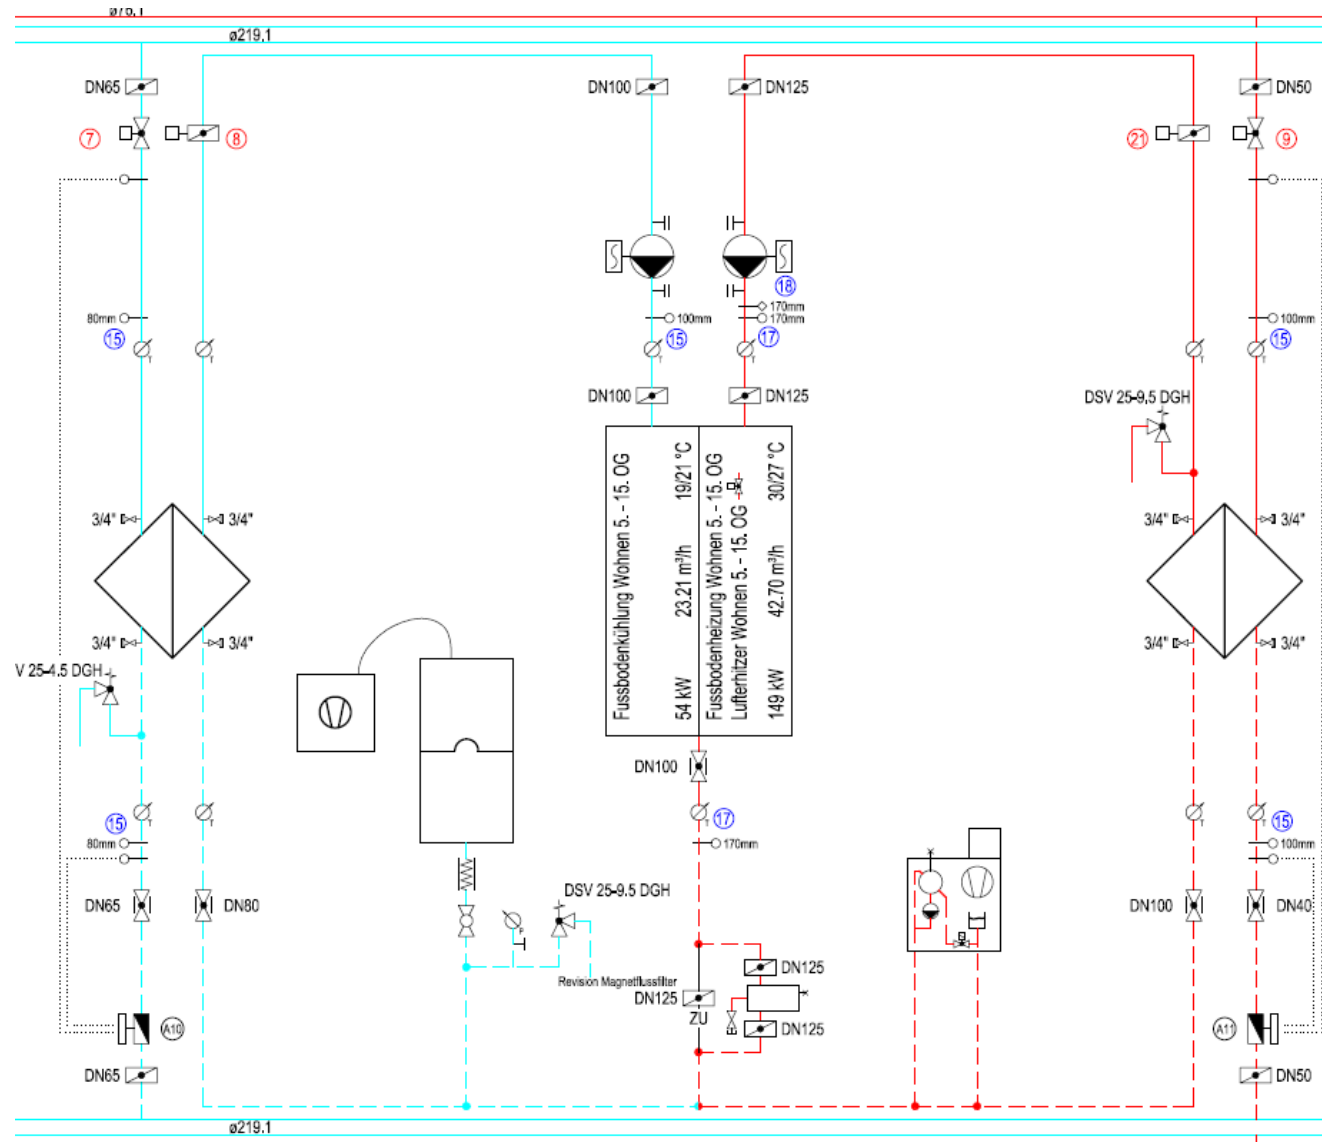 ø76,1
ø219,1
DN65
DN100
DN125
DN50
7
8
21
9
18
170mm
80mm
100mm
170mm
100mm
15
15
17
15
T
T
T
T
T
T
DN100
DN125
DSV 25-9,5 DGH
Fussbodenkühlung Wohnen 5. - 15. OG
54 kW 23.21 m³/h 19/21 °C
Fussbodenheizung Wohnen 5. - 15. OG
Lufterhitzer Wohnen 5. - 15. OG
149 kW 42.70 m³/h 30/27 °C
3/4"
3/4"
3/4"
3/4"
3/4"
3/4"
3/4"
3/4"
V 25-4.5 DGH
DN100
15
17
15
T
T
T
T
T
80mm
170mm
100mm
DN65
DN80
DSV 25-9.5 DGH
P
DN100
DN40
Revision Magnetflussfilter
DN125
DN125
ZU
DN125
A10
A11
DN65
DN50
ø219.1